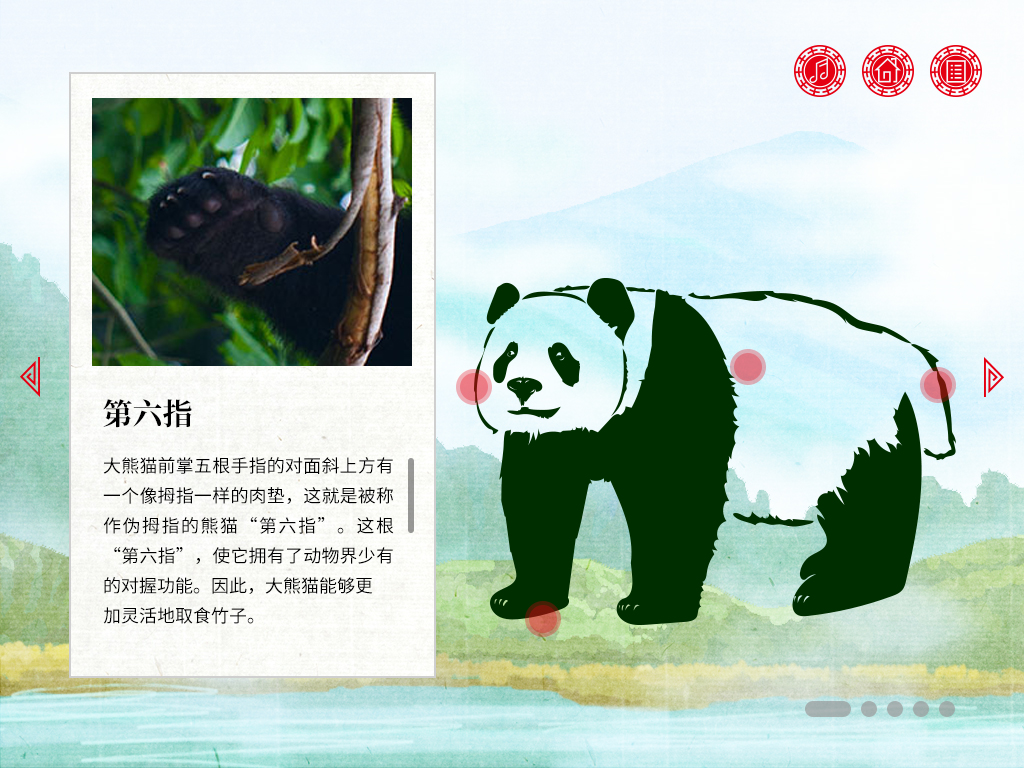 第六指
大熊猫前掌五根手指的对面斜上方有
一个像拇指一样的肉垫，这就是被称
作伪拇指的熊猫“第六指”。这根
“第六指”，使它拥有了动物界少有
的对握功能。因此，大熊猫能够更
加灵活地取食竹子。